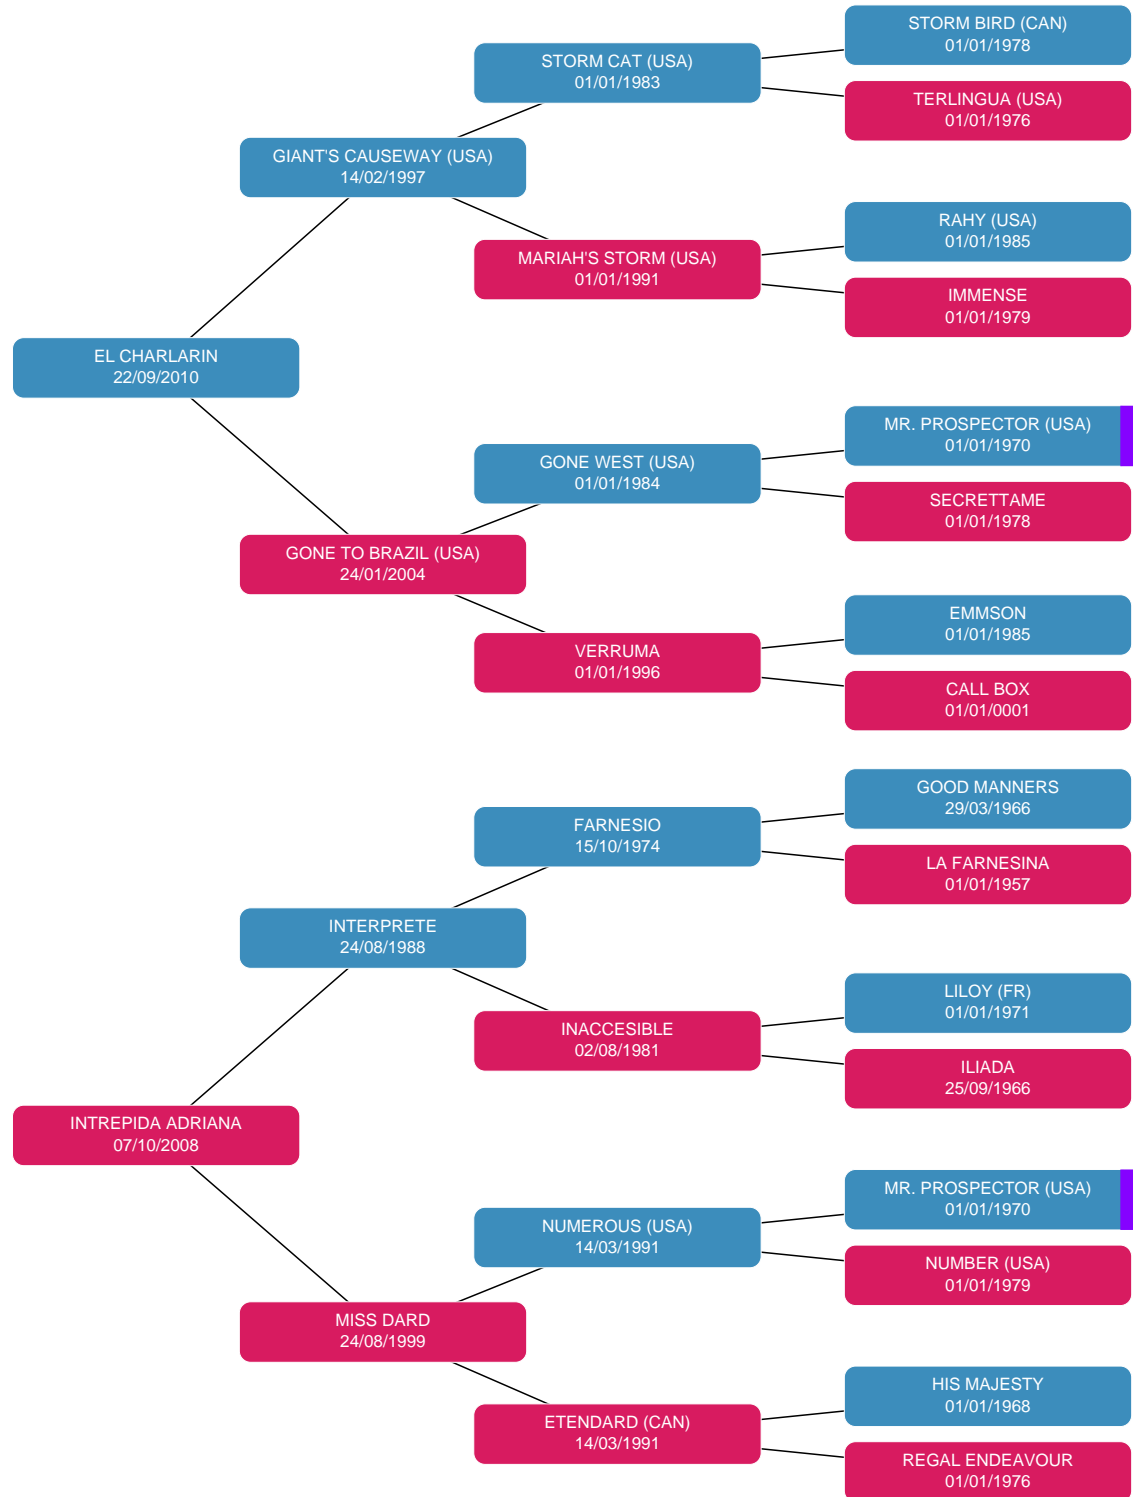 STORM BIRD (CAN)
01/01/1978
STORM CAT (USA)
01/01/1983
TERLINGUA (USA)
01/01/1976
GIANT'S CAUSEWAY (USA)
14/02/1997
RAHY (USA)
01/01/1985
MARIAH'S STORM (USA)
01/01/1991
IMMENSE
01/01/1979
EL CHARLARIN
22/09/2010
MR. PROSPECTOR (USA)
01/01/1970
GONE WEST (USA)
01/01/1984
SECRETTAME
01/01/1978
GONE TO BRAZIL (USA)
24/01/2004
EMMSON
01/01/1985
VERRUMA
01/01/1996
CALL BOX
01/01/0001
GOOD MANNERS
29/03/1966
FARNESIO
15/10/1974
LA FARNESINA
01/01/1957
INTERPRETE
24/08/1988
LILOY (FR)
01/01/1971
INACCESIBLE
02/08/1981
ILIADA
25/09/1966
INTREPIDA ADRIANA
07/10/2008
MR. PROSPECTOR (USA)
01/01/1970
NUMEROUS (USA)
14/03/1991
NUMBER (USA)
01/01/1979
MISS DARD
24/08/1999
HIS MAJESTY
01/01/1968
ETENDARD (CAN)
14/03/1991
REGAL ENDEAVOUR
01/01/1976